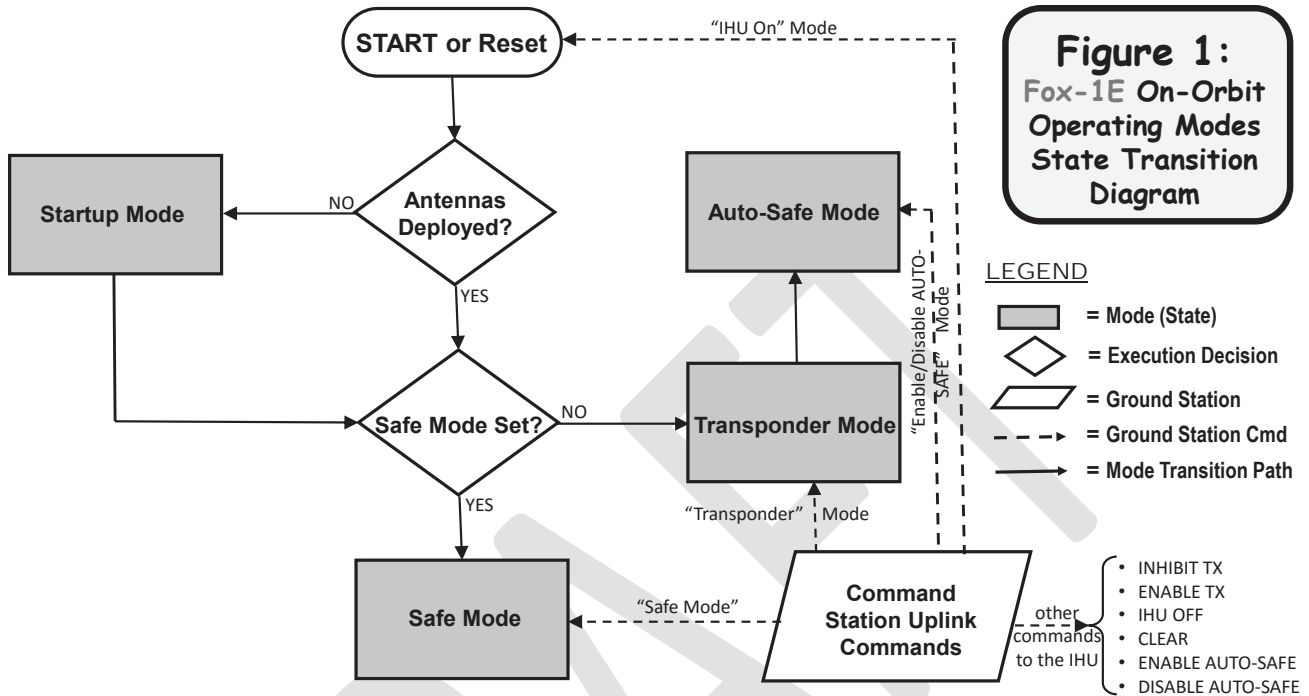 START or Reset
“IHU On” Mode
Figure 1:
Fox-1E On-Orbit
Operating Modes
State Transition
Diagram
Startup Mode
NO
Antennas
Deployed?
YES
Auto-Safe Mode
“Enable/Disable AUTO-
SAFE” Mode
LEGEND
= Mode (State)
= Execution Decision
= Ground Station
= Ground Station Cmd
= Mode Transition Path
Safe Mode Set?
NO
YES
Transponder Mode
“Transponder” Mode
Safe Mode
“Safe Mode”
Command
Station Uplink
Commands
other
commands
to the IHU
• INHIBIT TX
• ENABLE TX
• IHU OFF
• CLEAR
• ENABLE AUTO-SAFE
• DISABLE AUTO-SAFE
DRAFT